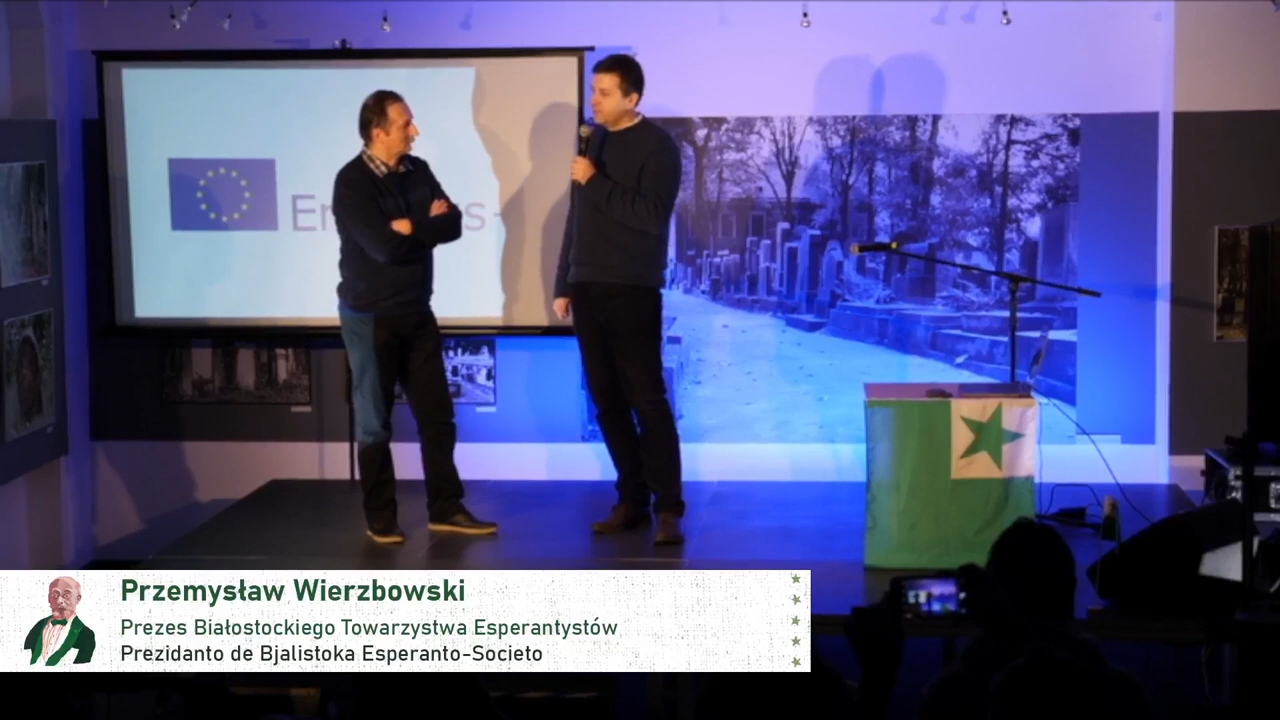 Przemysław Wierzbowski
Prezes Białostockiego Towarzystwa Esperantystów
Prezidanto de Bjalistoka Esperanto-Societo